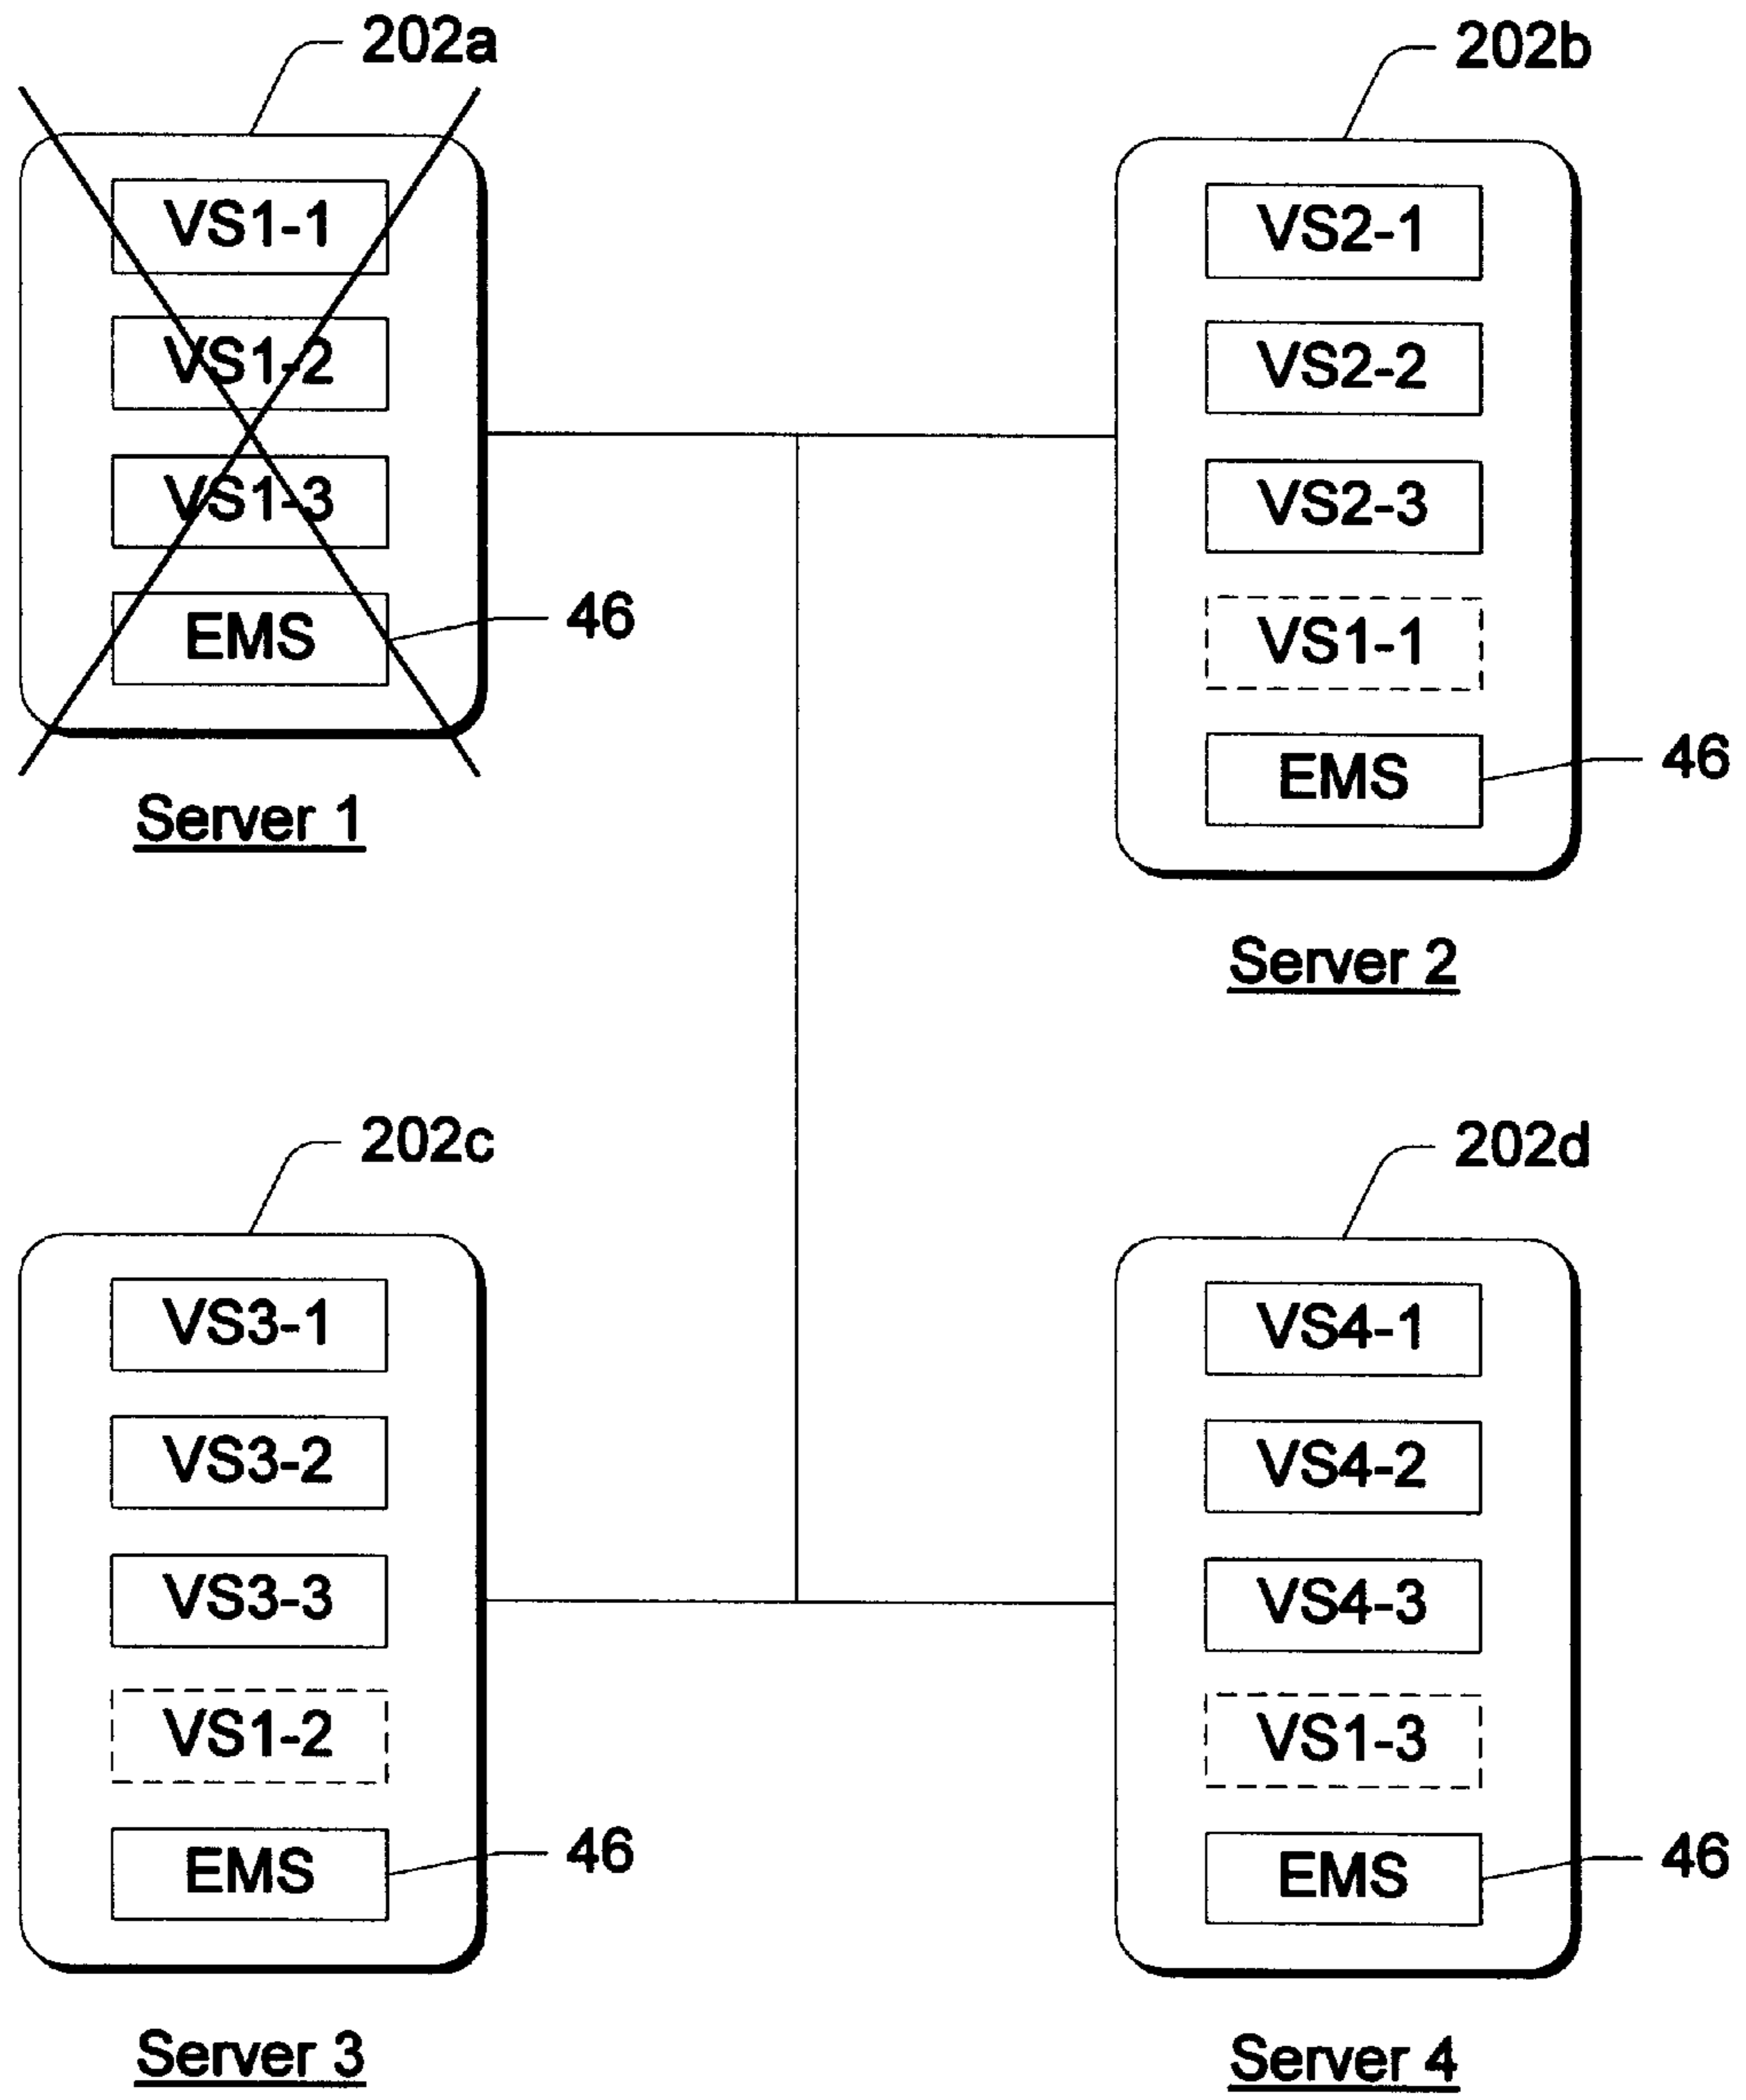 202a
VS1-1
VS1-2
VS1-3
EMS
46
Server 1
202b
VS2-1
VS2-2
VS2-3
VS1-1
EMS
46
Server 2
202c
VS3-1
VS3-2
VS3-3
VS1-2
EMS
46
Server 3
202d
VS4-1
VS4-2
VS4-3
VS1-3
EMS
46
Server 4